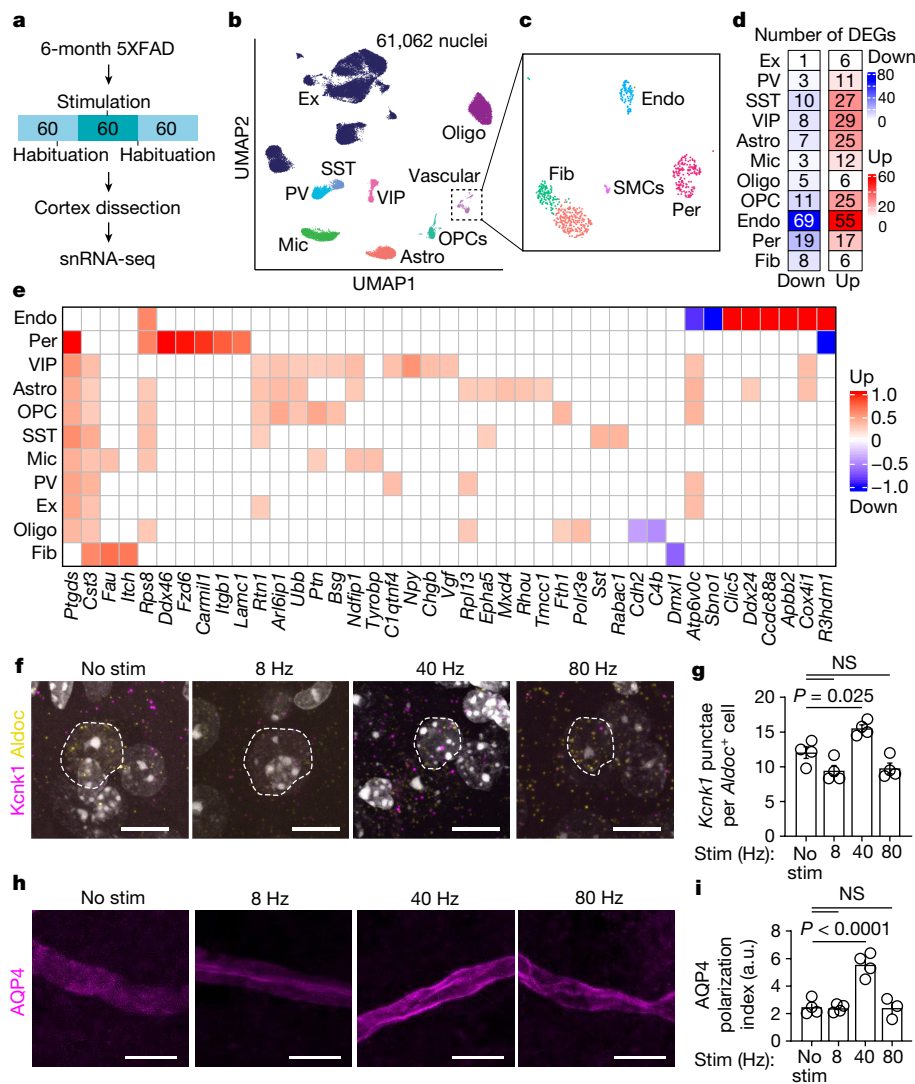 a
6-month 5XFAD
Stimulation
60 60 60
Habituation Habituation
Cortex dissection
snRNA-seq
b
61,062 nuclei
Ex
Oligo
SST
PV
VIP
Vascular
Mic
Astro
OPCs
UMAP2
UMAP1
c
Endo
Fib
SMCs
Per
d
Number of DEGs
Ex 1 6
PV 3 11
SST 10 27
VIP 8 29
Astro 7 25
Mic 3 12
Oligo 5 6
OPC 11 25
Endo 69 55
Per 19 17
Fib 8 6
Down Up
Down
80
40
0
Up
60
40
20
0
e
Endo
Per
VIP
Astro
OPC
SST
Mic
PV
Ex
Oligo
Fib
Ptgds Cst3 Fau Itch Rps8 Ddx46 Fzd6 Carmil1 Itgb1 Lamc1 Rtn1 Arl6ip1 Ubb Ptn Bsg Ndfip1 Tyrobp C1qtnf4 Npy Chgb Vgf Rpl13 Epha5 Mxd4 Rhou Tmcc1 Fth1 Polr3e Sst Rabac1 Cdh2 C4b Dmxl1 Atp6v0c Sbno1 Clic5 Ddx24 Ccdc88a Apbb2 Cox4i1 R3hdm1
Up
1.0
0.5
0
−0.5
−1.0
Down
f
No stim 8 Hz 40 Hz 80 Hz
Kcnk1 Aldoc
g
NS
P = 0.025
20
15
10
5
0
Kcnk1 punctae
per Aldoc+ cell
Stim (Hz): No stim 8 40 80
h
No stim 8 Hz 40 Hz 80 Hz
AQP4
i
NS
P < 0.0001
8
6
4
2
0
AQP4
polarization
index (a.u.)
Stim (Hz): No stim 8 40 80